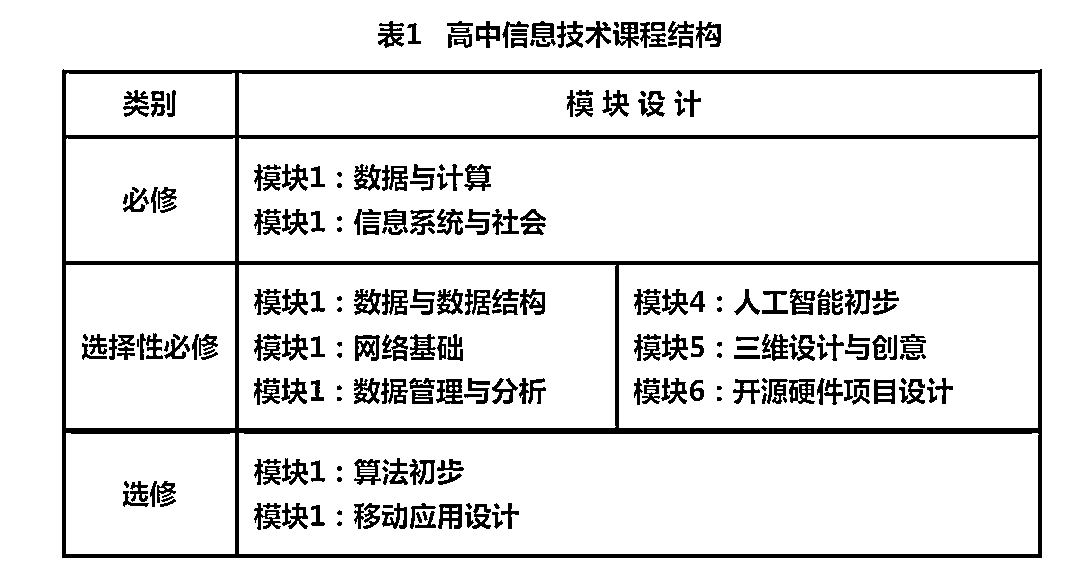 表1 高中信息技术课程结构
类别
模块设计
必修
模块1：数据与计算
模块1：信息系统与社会
选择性必修
模块1：数据与数据结构
模块1：网络基础
模块1：数据管理与分析
模块4：人工智能初步
模块5：三维设计与创意
模块6：开源硬件项目设计
选修
模块1：算法初步
模块1：移动应用设计